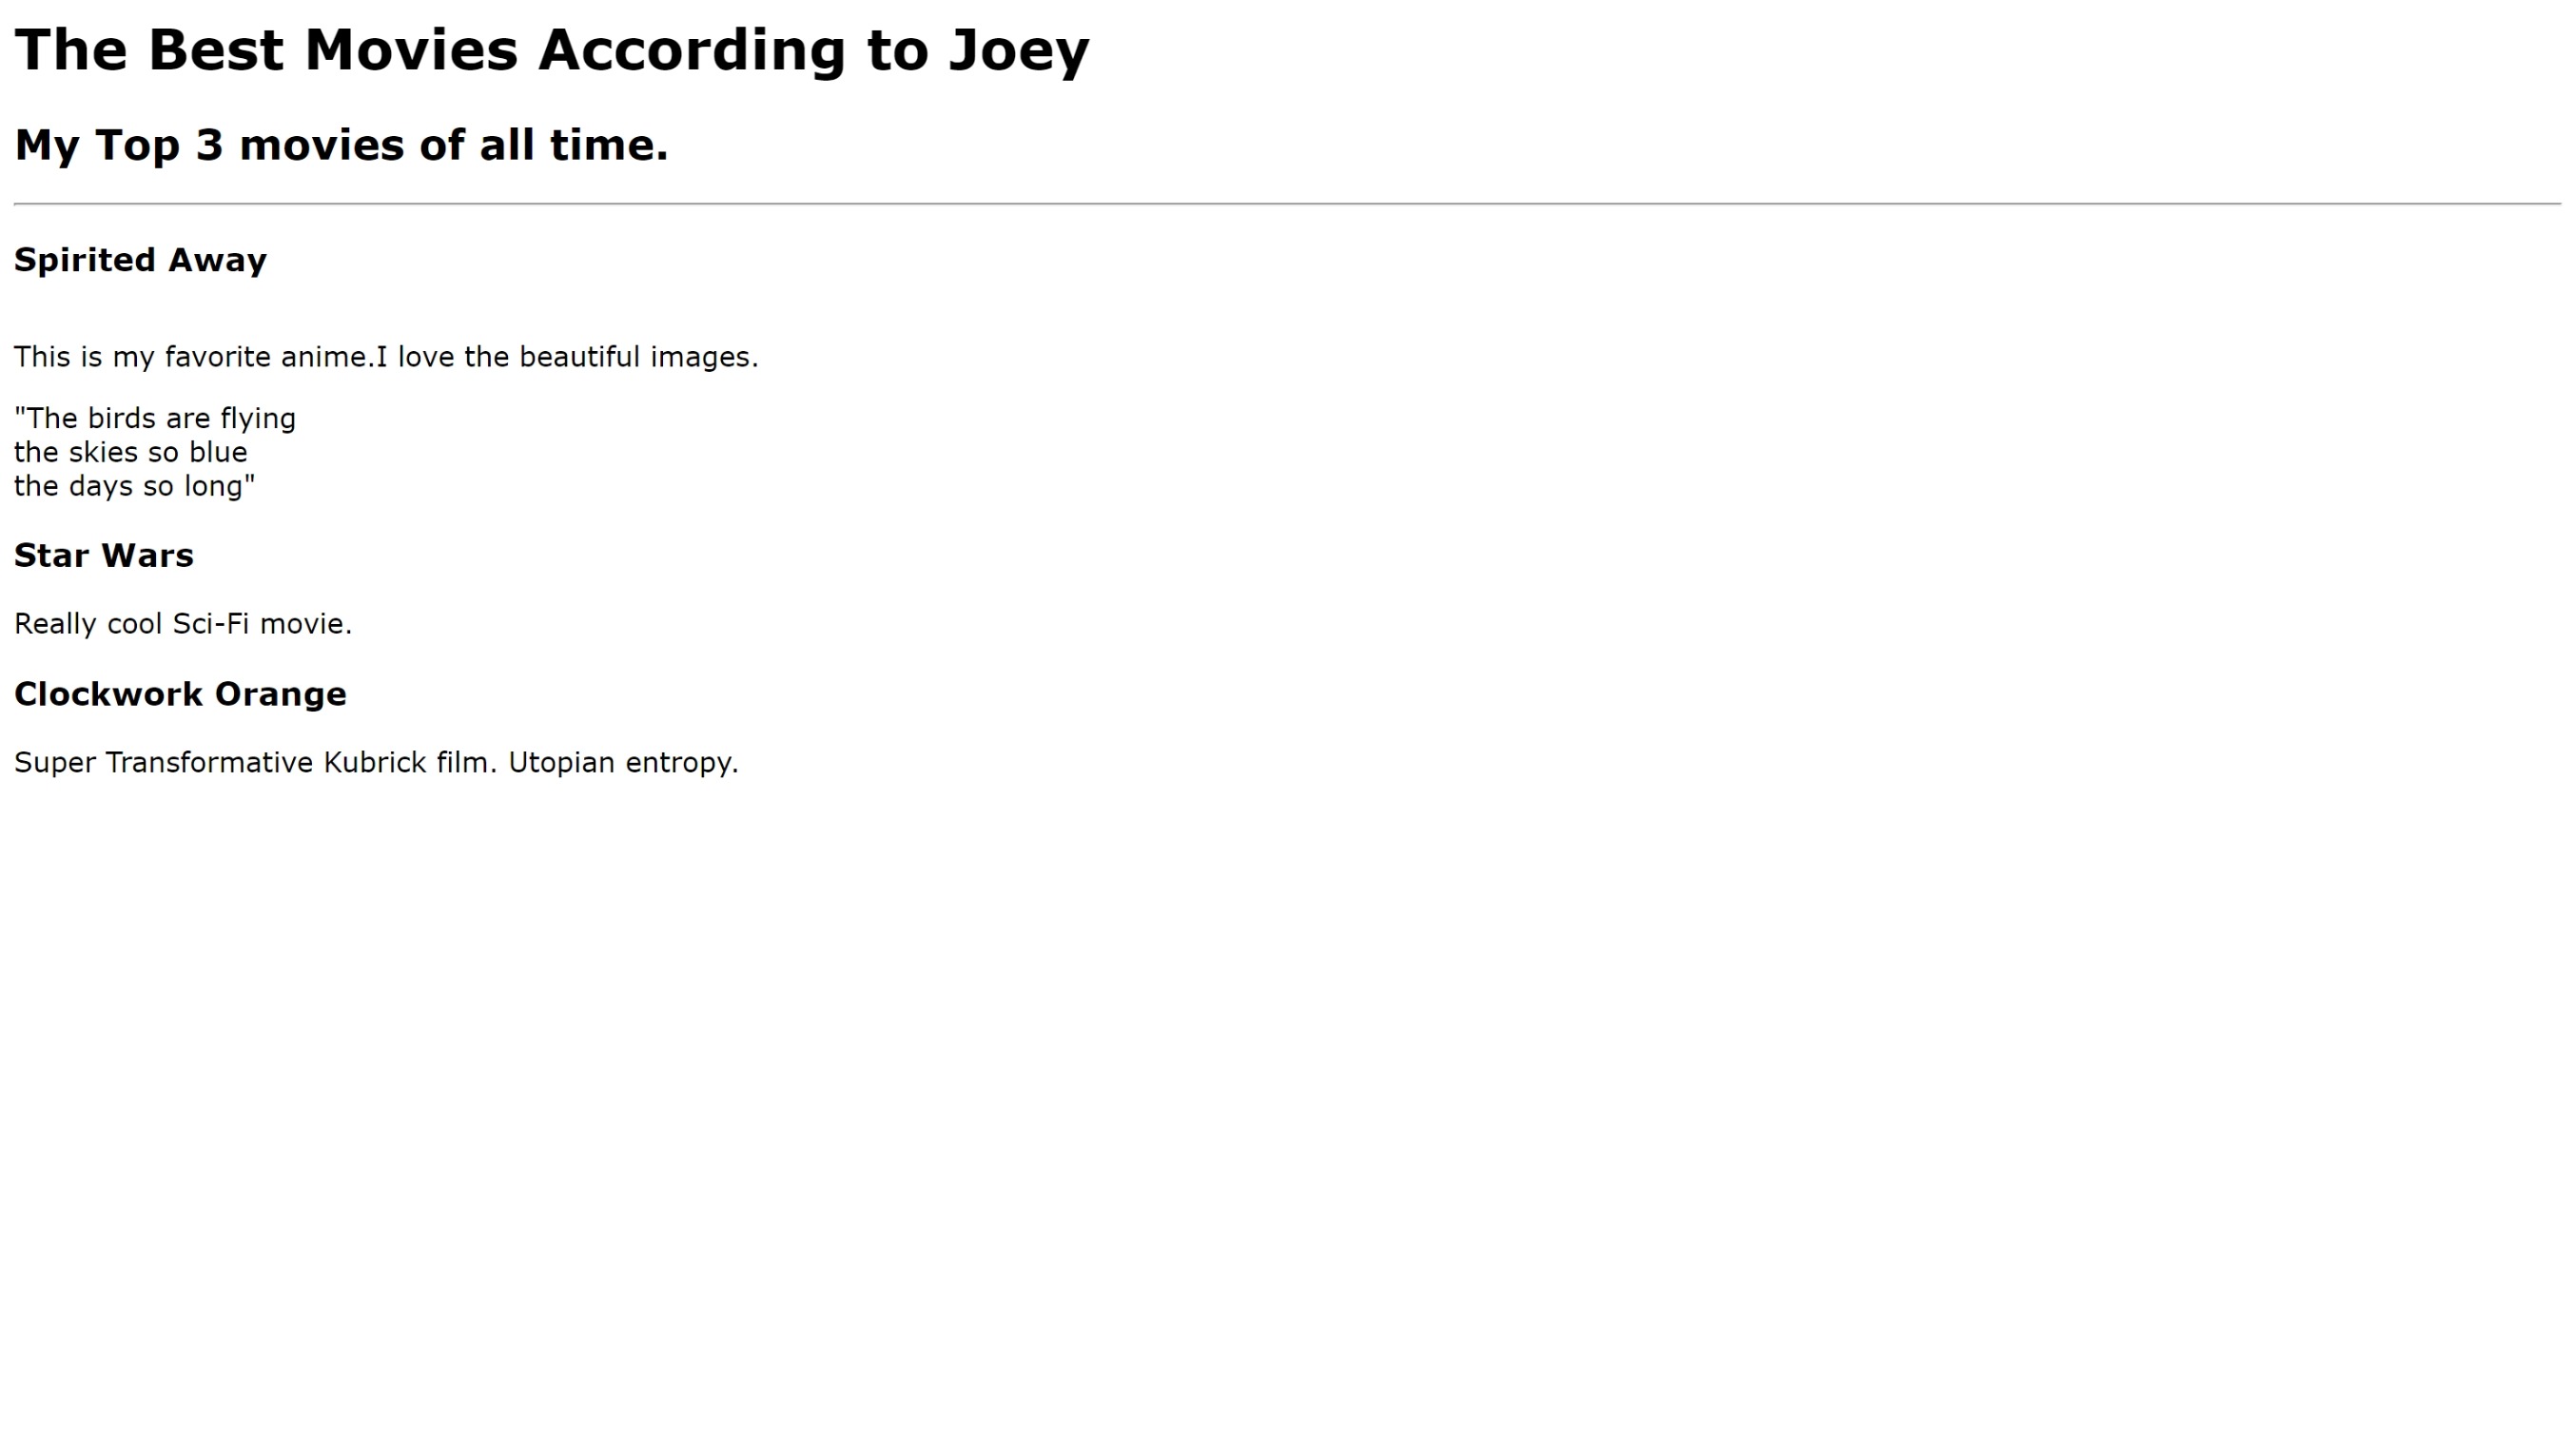 The Best Movies According to Joey
My Top 3 movies of all time.
Spirited Away
This is my favorite anime.I love the beautiful images.
"The birds are flying
the skies so blue
the days so long"
Star Wars
Really cool Sci-Fi movie.
Clockwork Orange
Super Transformative Kubrick film. Utopian entropy.